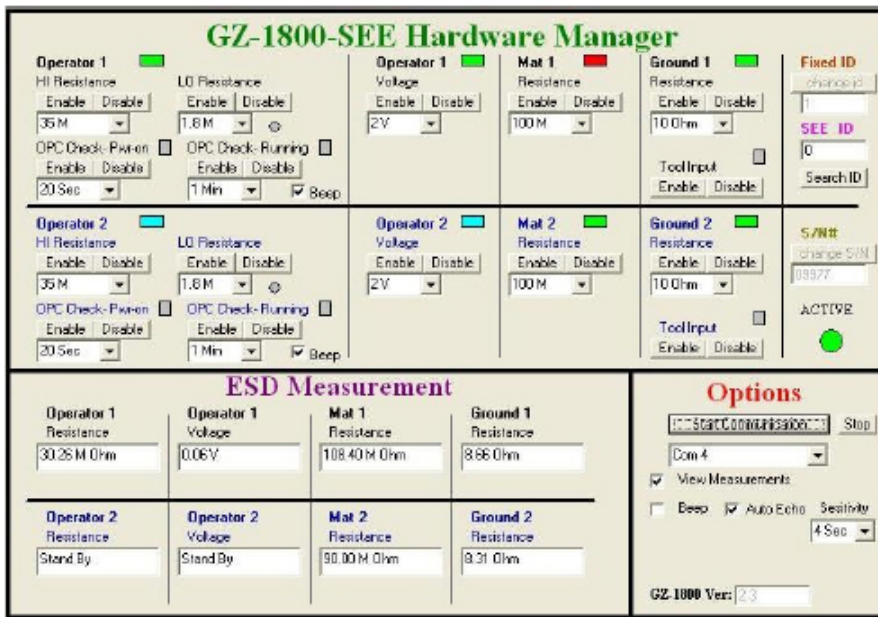 GZ-1800-SEE Hardware Manager
Operator 1 Operator 1 Mat 1 Ground 1 Fixed ID
HI Resistance LO Resistance Voltage Resistance Resistance change id
Enable Disable Enable Disable Enable Disable Enable Disable Enable Disable 1
35 M 1.8 M 2V 100 M 10 Ohm SEE ID
OPC Check- Pwr-on OPC Check- Running 0
Enable Disable Enable Disable Tool Input Search ID
20 Sec 1 Min Beep Enable Disable
Operator 2 Operator 2 Mat 2 Ground 2 S/N#
HI Resistance LO Resistance Voltage Resistance Resistance change S/N
Enable Disable Enable Disable Enable Disable Enable Disable Enable Disable
35 M 1.8 M 2V 100 M 10 Ohm 09977
OPC Check- Pwr-on OPC Check- Running ACTIVE
Enable Disable Enable Disable Tool Input
20 Sec 1 Min Beep Enable Disable
ESD Measurement
Operator 1 Operator 1 Mat 1 Ground 1
Resistance Voltage Resistance Resistance
30.26 M Ohm 0.06 V 108.40 M Ohm 8.66 Ohm
Operator 2 Operator 2 Mat 2 Ground 2
Resistance Voltage Resistance Resistance
Stand By Stand By 90.00 M Ohm 8.31 Ohm
Options
Start Communication Stop
Com 4
View Measurements
Beep Auto Echo Sesitivity
4 Sec
GZ-1800 Ver: 2.3